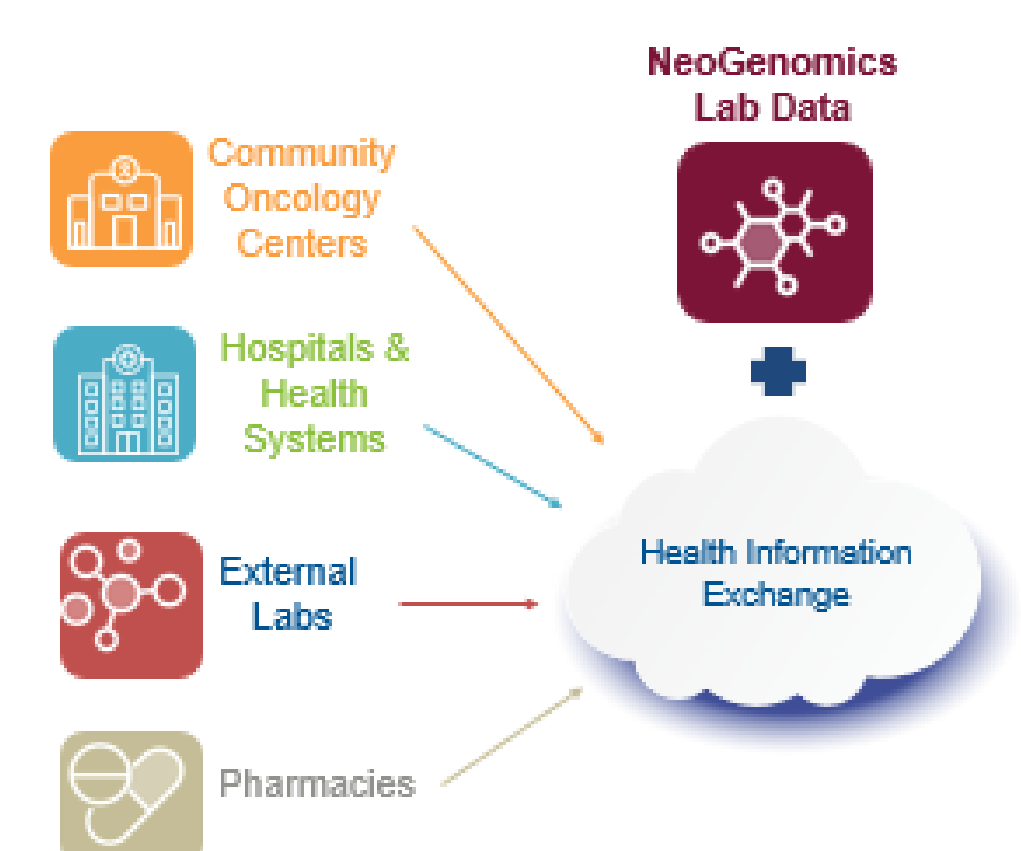 NeoGenomics
Lab Data
Community
Oncology
Centers
Hospitals &
Health
Systems
External
Labs
Pharmacies
Health Information
Exchange